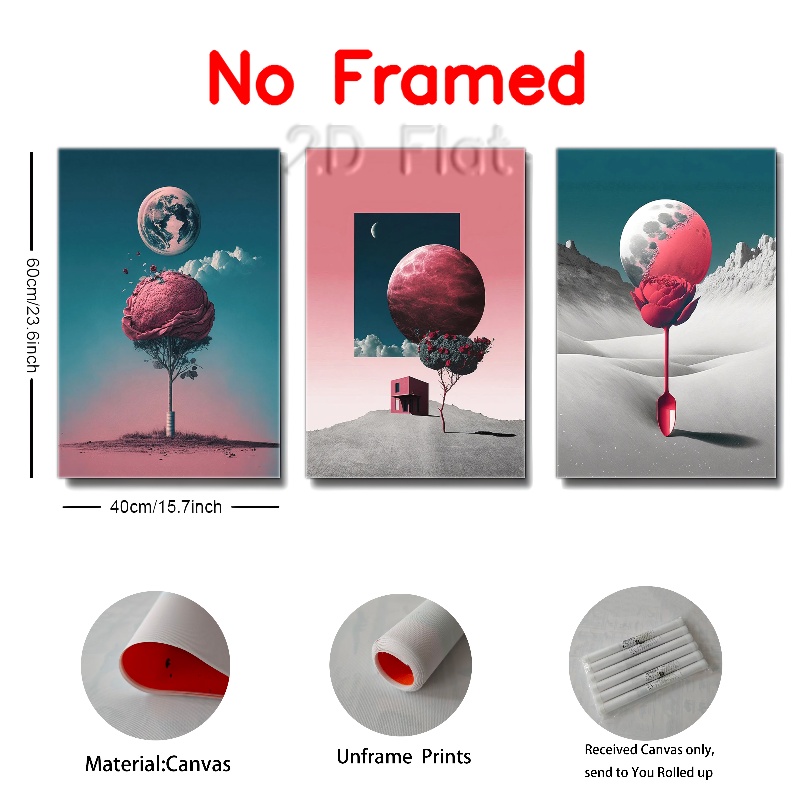 No Framed
2D Flat
60cm/23.6inch
40cm/15.7inch
Material:Canvas
Unframe Prints
Received Canvas only,
send to You Rolled up